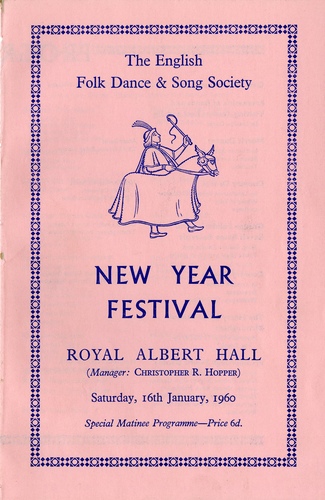 The English
Folk Dance & Song Society
NEW YEAR
FESTIVAL
ROYAL ALBERT HALL
(Manager: CHRISTOPHER R. HOPPER)
Saturday, 16th January, 1960
Special Matinee Programme—Price 6d.